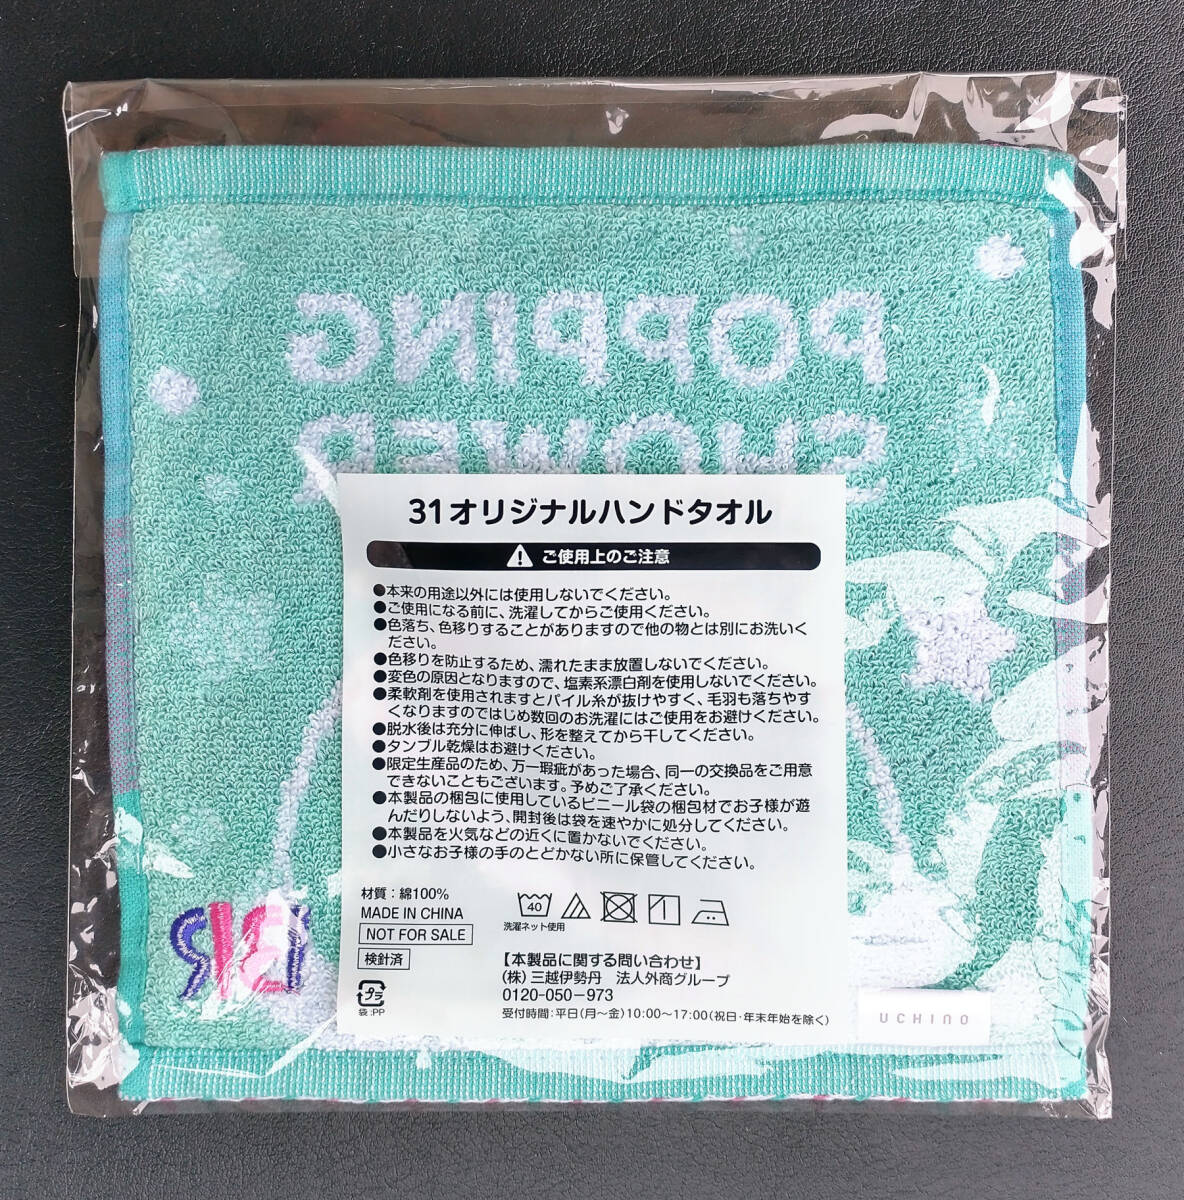 POPPING
SHOWER
31オリジナルハンドタオル
ご使用上のご注意
●本来の用途以外には使用しないでください。
●ご使用になる前に、洗濯してからご使用ください。
●色落ち、色移りすることがありますので他の物とは別にお洗いく
ださい。
●色移りを防止するため、濡れたまま放置しないでください。
●変色の原因となりますので、塩素系漂白剤を使用しないでください。
●柔軟剤を使用されますとパイル糸が抜けやすく、毛羽も落ちやす
くなりますのではじめ数回のお洗濯にはご使用をお避けください。
●脱水後は充分に伸ばし、形を整えてから干してください。
●タンブル乾燥はお避けください。
●限定生産品のため、万一瑕疵があった場合、同一の交換品をご用意
できないこともございます。予めご了承ください。
●本製品の梱包に使用しているビニール袋の梱包材でお子様が遊
んだりしないよう、開封後は袋を速やかに処分してください。
●本製品を火気などの近くに置かないでください。
●小さなお子様の手のとどかない所に保管してください。
材質：綿100%
MADE IN CHINA
NOT FOR SALE
検針済
プラ
袋:PP
40
洗濯ネット使用
【本製品に関する問い合わせ】
(株) 三越伊勢丹 法人外商グループ
0120-050-973
受付時間：平日(月～金)10:00～17:00(祝日・年末年始を除く)
UCHINO